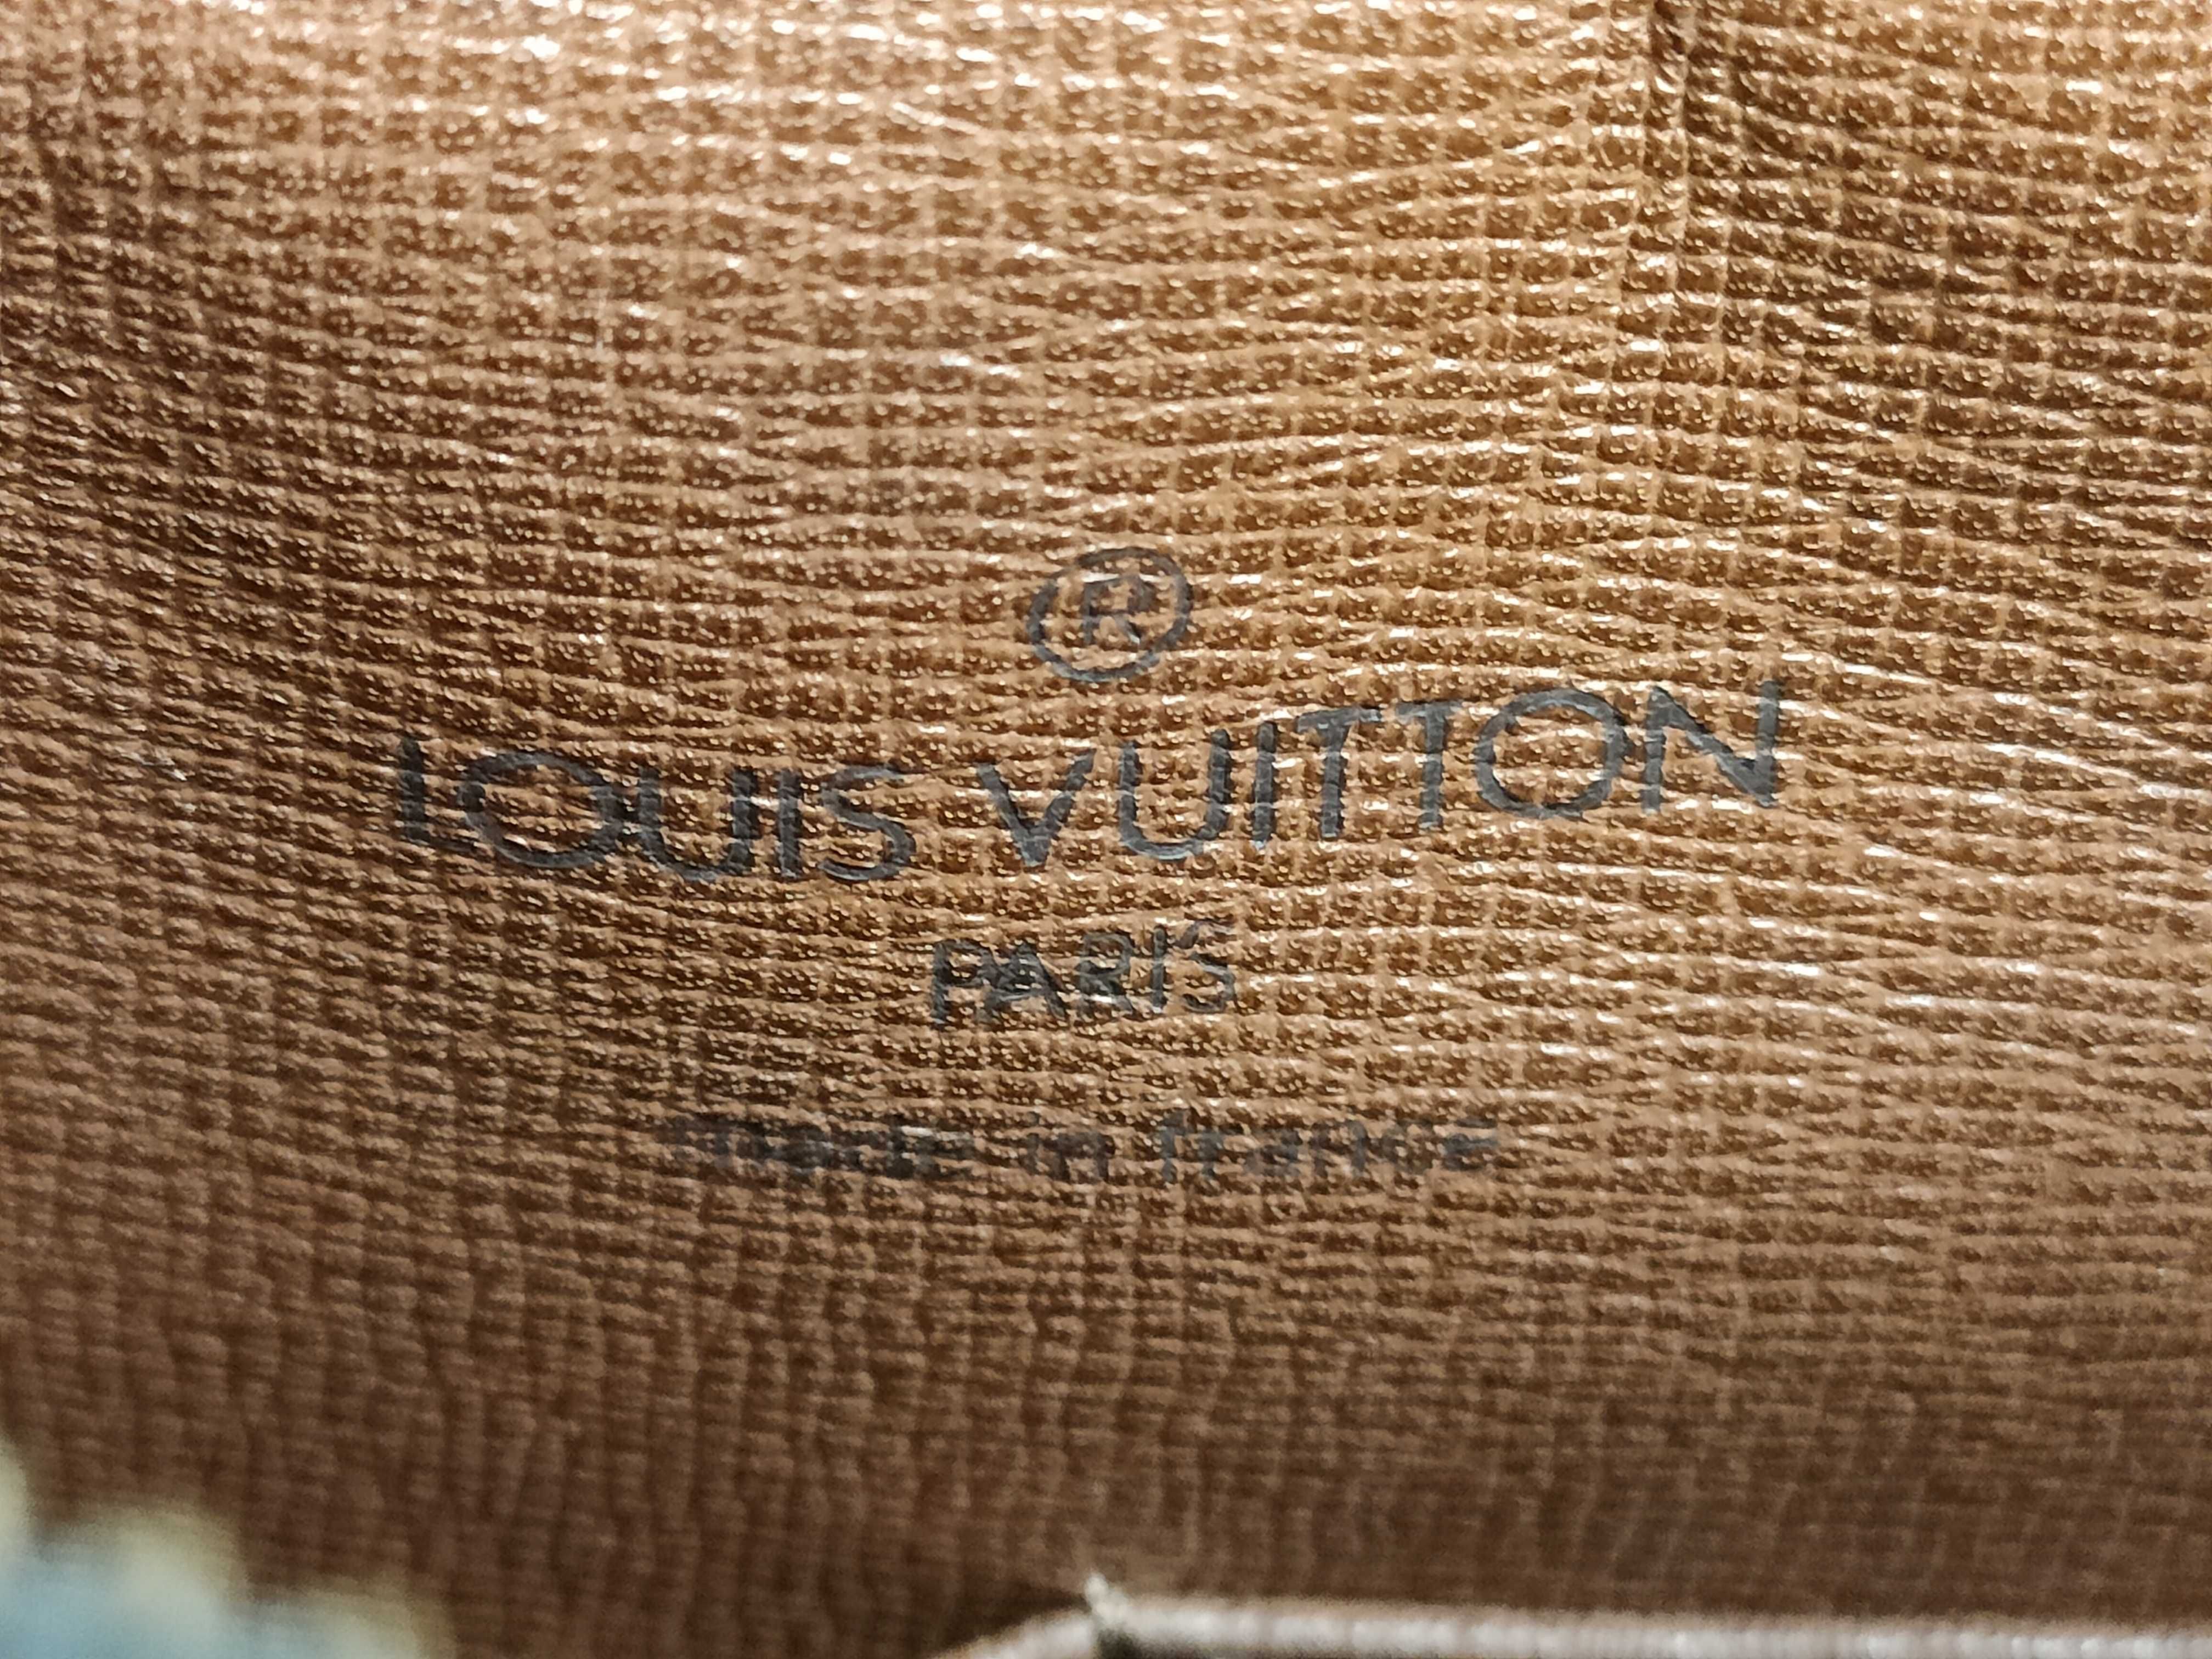 ®
LOUIS VUITTON
PARIS
made in france